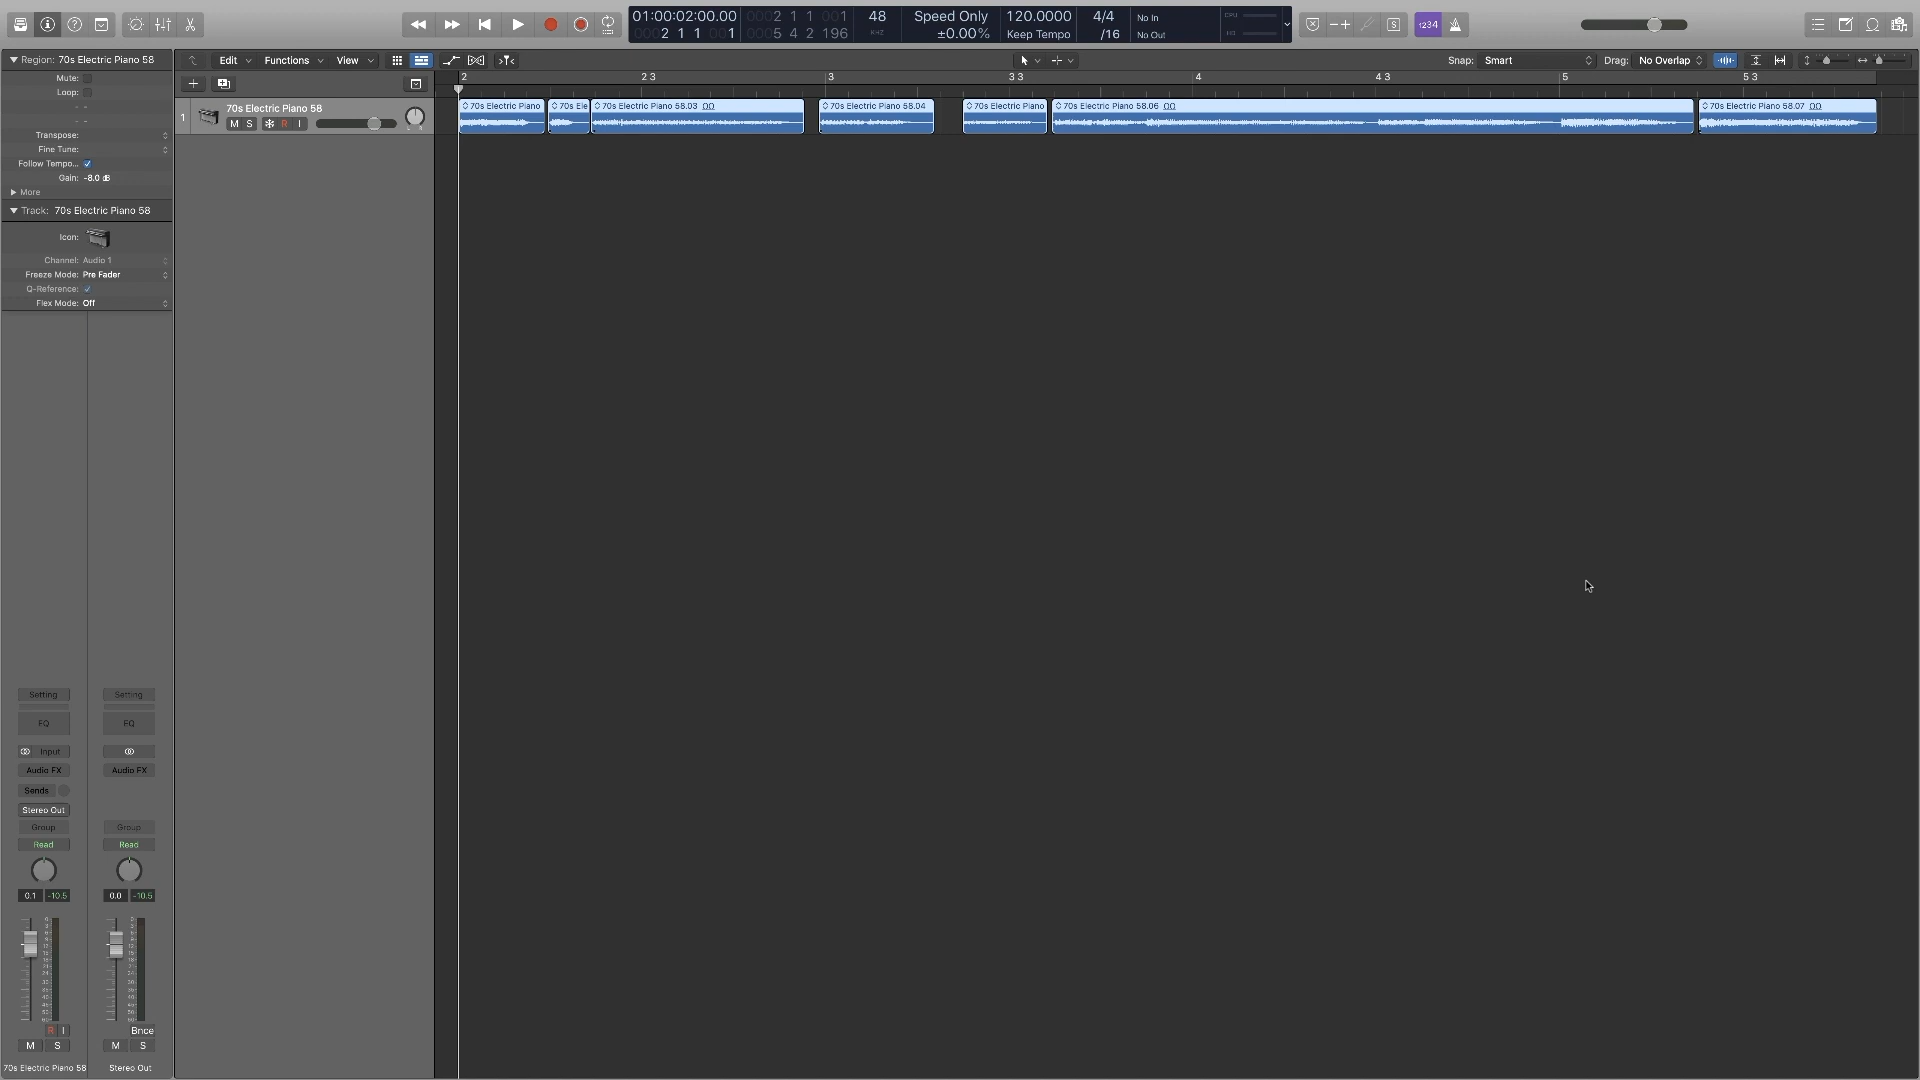 01:00:02:00.00
0002 1 1 001
48
Speed Only
120.0000
4/4
No In
CPU
0002 1 1 001
0005 4 2 196
KHZ
±0.00%
Keep Tempo
/16
No Out
HD
S
1234
Region: 70s Electric Piano 58
Edit
Functions
View
Snap: Smart
Drag: No Overlap
Mute:
Loop:
- -
- -
Transpose:
Fine Tune:
Follow Tempo...
Gain: -8.0 dB
More
2
2 3
3
3 3
4
4 3
5
5 3
1
70s Electric Piano 58
M S R I
70s Electric Piano
70s Ele
70s Electric Piano 58.03
70s Electric Piano 58.04
70s Electric Piano
70s Electric Piano 58.06
70s Electric Piano 58.07
Track: 70s Electric Piano 58
Icon:
Channel: Audio 1
Freeze Mode: Pre Fader
Q-Reference:
Flex Mode: Off
Setting
Setting
EQ
EQ
Input
Audio FX
Audio FX
Sends
Stereo Out
Group
Group
Read
Read
0.1 -10.5
0.0 -10.5
R I
Bnce
M S
M S
70s Electric Piano 58
Stereo Out